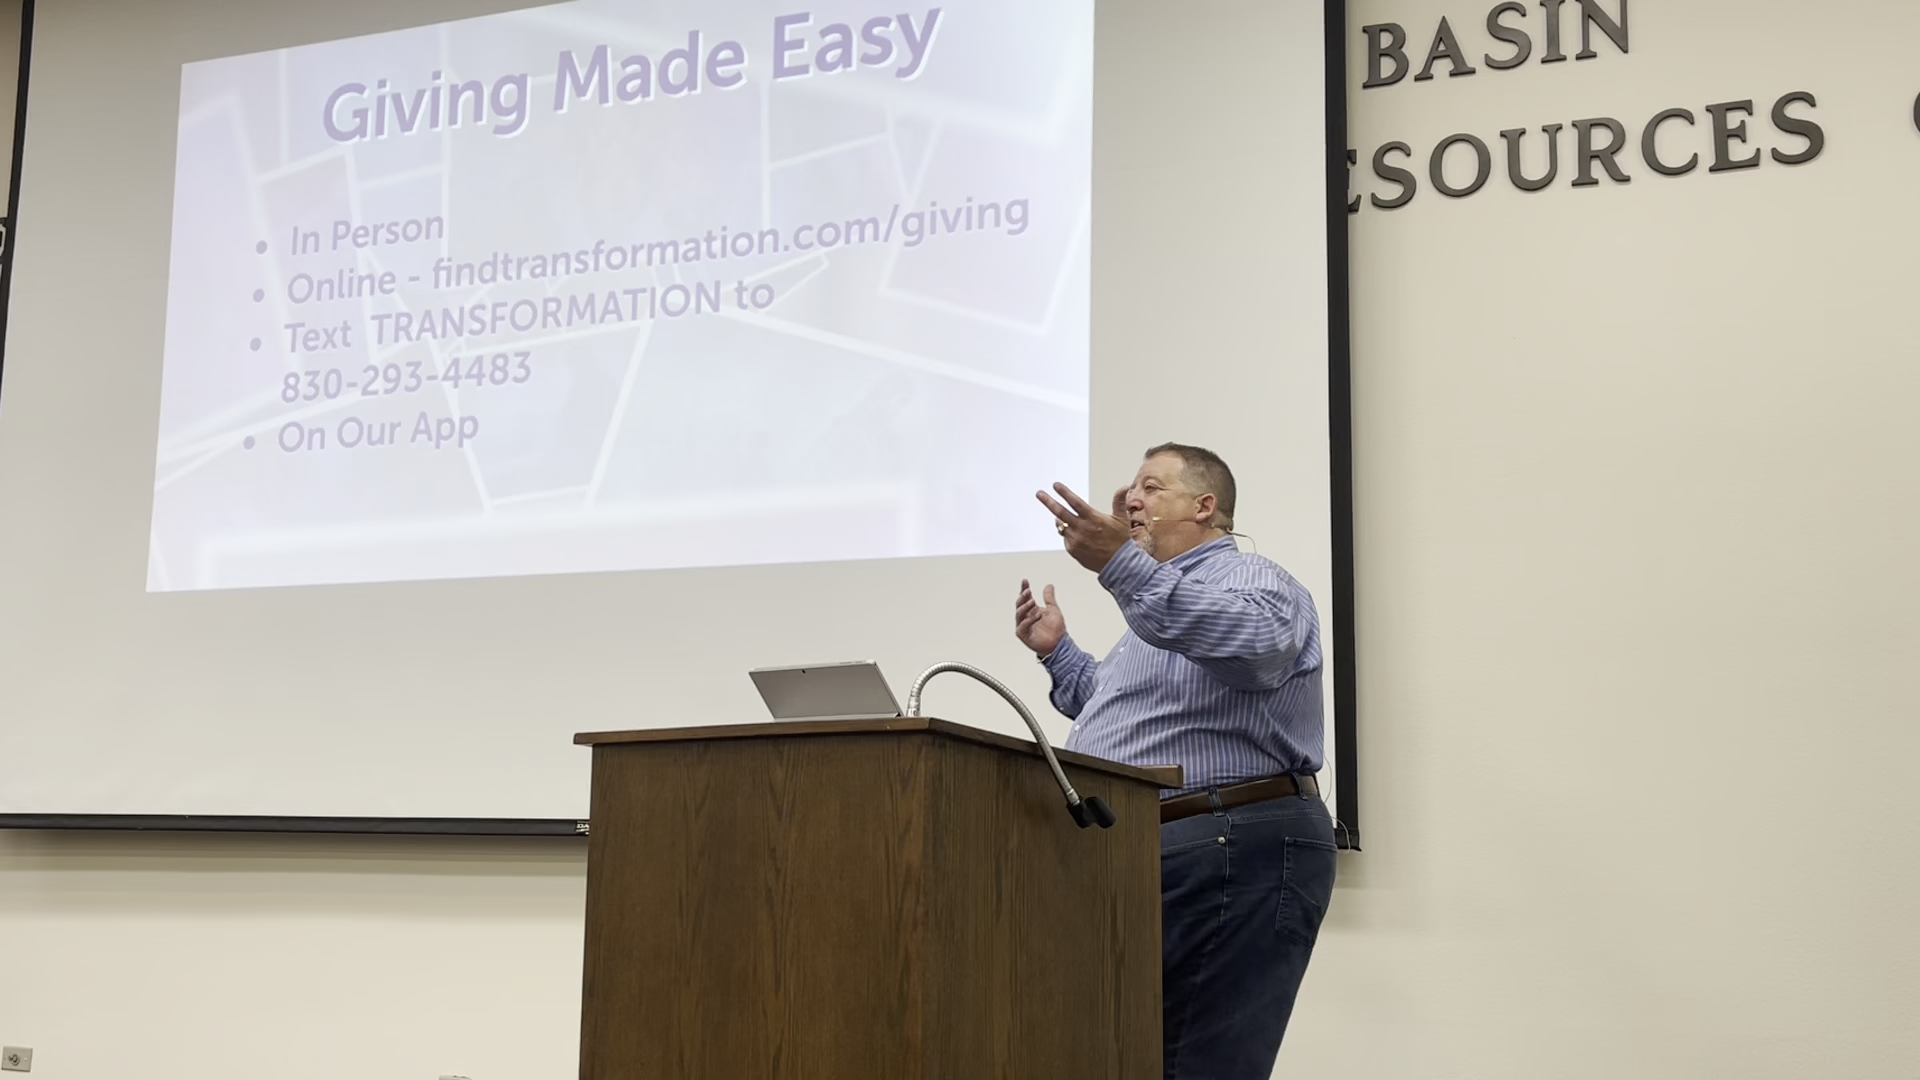 Giving Made Easy
BASIN
ESOURCES
• In Person
• Online - findtransformation.com/giving
• Text TRANSFORMATION to
830-293-4483
• On Our App